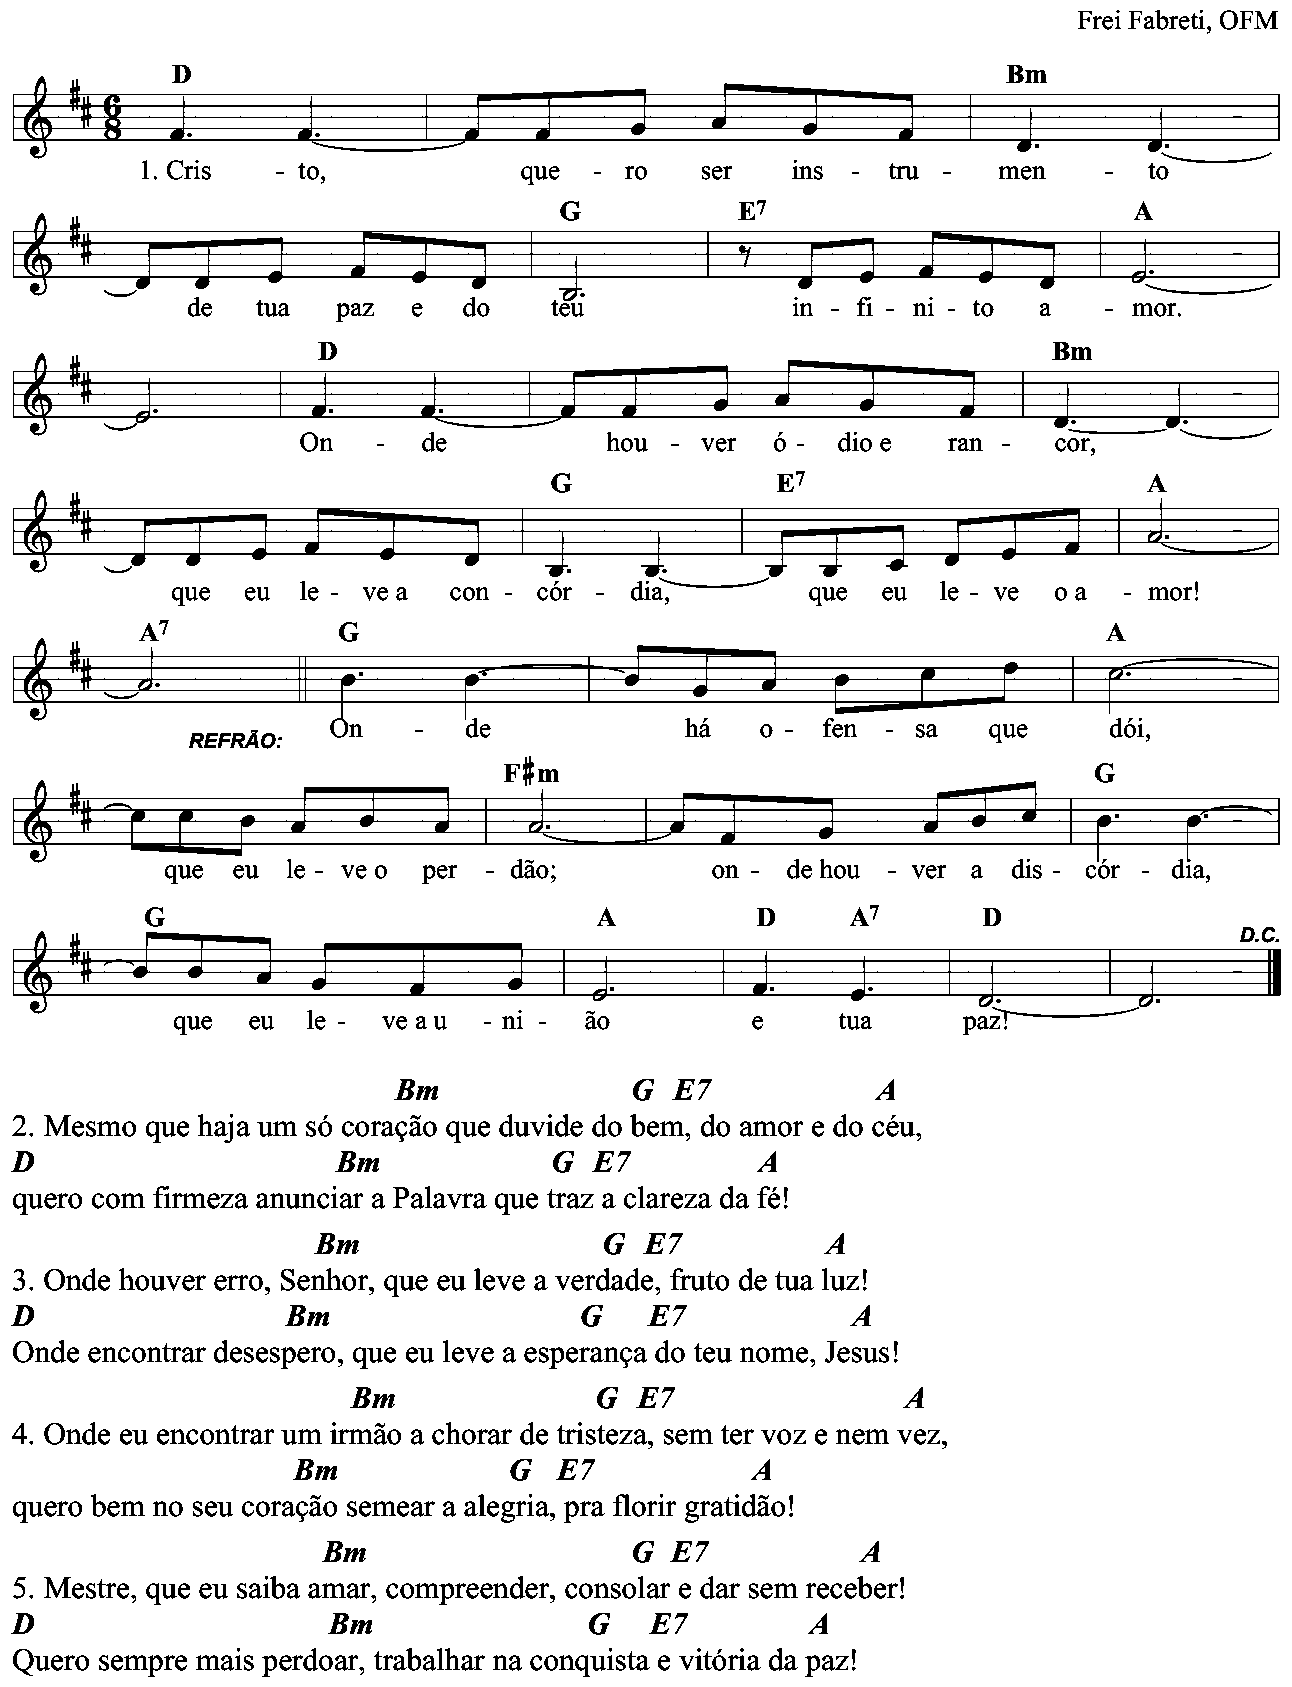 Frei Fabreti, OFM
D Bm
6
8
1. Cris - to, que - ro ser ins - tru - men - to
G E7 A
de tua paz e do teu in - fi - ni - to a - mor.
D Bm
On - de hou - ver ó - dio e ran - cor,
G E7 A
que eu le - ve a con - cór - dia, que eu le - ve o a - mor!
A7 G A
REFRÃO: On - de há o - fen - sa que dói,
F♯m G
que eu le - ve o per - dão; on - de hou - ver a dis - cór - dia,
G A D A7 D D.C.
que eu le - ve a u - ni - ão e tua paz!
Bm G E7 A
2. Mesmo que haja um só coração que duvide do bem, do amor e do céu,
D Bm G E7 A
quero com firmeza anunciar a Palavra que traz a clareza da fé!
Bm G E7 A
3. Onde houver erro, Senhor, que eu leve a verdade, fruto de tua luz!
D Bm G E7 A
Onde encontrar desespero, que eu leve a esperança do teu nome, Jesus!
Bm G E7 A
4. Onde eu encontrar um irmão a chorar de tristeza, sem ter voz e nem vez,
Bm G E7 A
quero bem no seu coração semear a alegria, pra florir gratidão!
Bm G E7 A
5. Mestre, que eu saiba amar, compreender, consolar e dar sem receber!
D Bm G E7 A
Quero sempre mais perdoar, trabalhar na conquista e vitória da paz!